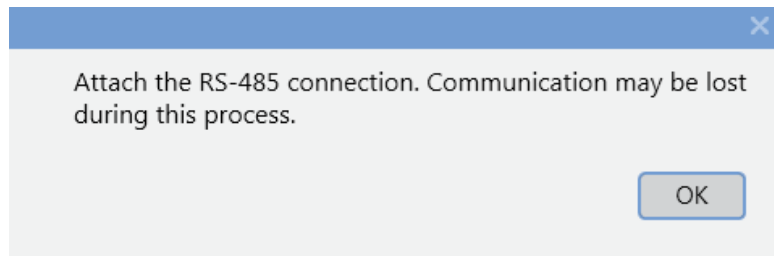 Attach the RS-485 connection. Communication may be lost
during this process.
OK